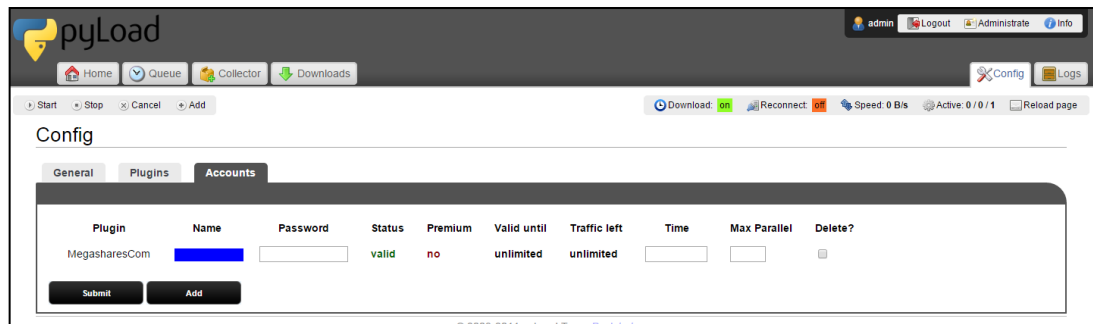 pyLoad
admin Logout Administrate Info
Home Queue Collector Downloads Config Logs
Start Stop Cancel Add Download: on Reconnect: off Speed: 0 B/s Active: 0 / 0 / 1 Reload page
Config
General Plugins Accounts
Plugin Name Password Status Premium Valid until Traffic left Time Max Parallel Delete?
MegasharesCom valid no unlimited unlimited
Submit Add